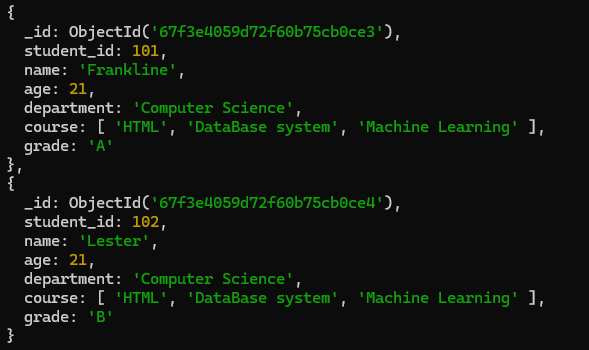 {
  _id: ObjectId('67f3e4059d72f60b75cb0ce3'),
  student_id: 101,
  name: 'Frankline',
  age: 21,
  department: 'Computer Science',
  course: [ 'HTML', 'DataBase system', 'Machine Learning' ],
  grade: 'A'
},
{
  _id: ObjectId('67f3e4059d72f60b75cb0ce4'),
  student_id: 102,
  name: 'Lester',
  age: 21,
  department: 'Computer Science',
  course: [ 'HTML', 'DataBase system', 'Machine Learning' ],
  grade: 'B'
}